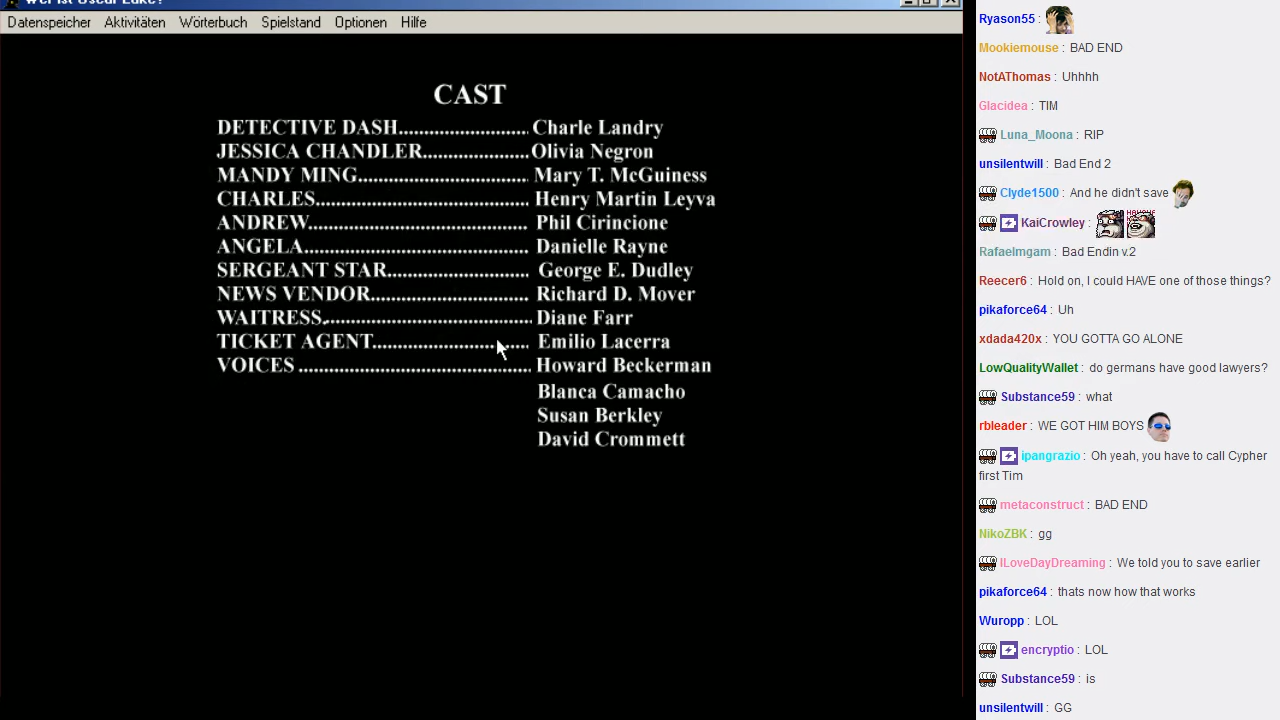 Wer ist Oscar Lake?
Datenspeicher Aktivitäten Wörterbuch Spielstand Optionen Hilfe
CAST
DETECTIVE DASH......................... Charle Landry
JESSICA CHANDLER.................... Olivia Negron
MANDY MING................................ Mary T. McGuiness
CHARLES........................................ Henry Martin Leyva
ANDREW......................................... Phil Cirincione
ANGELA.......................................... Danielle Rayne
SERGEANT STAR........................... George E. Dudley
NEWS VENDOR.............................. Richard D. Mover
WAITRESS....................................... Diane Farr
TICKET AGENT............................. Emilio Lacerra
VOICES ............................................ Howard Beckerman
Blanca Camacho
Susan Berkley
David Crommett
Ryason55 :
Mookiemouse : BAD END
NotAThomas : Uhhhh
Glacidea : TIM
Luna_Moona : RIP
unsilentwill : Bad End 2
Clyde1500 : And he didn't save
KaiCrowley :
Rafaelmgam : Bad Endin v.2
Reecer6 : Hold on, I could HAVE one of those things?
pikaforce64 : Uh
xdada420x : YOU GOTTA GO ALONE
LowQualityWallet : do germans have good lawyers?
Substance59 : what
rbleader : WE GOT HIM BOYS
ipangrazio : Oh yeah, you have to call Cypher
first Tim
metaconstruct : BAD END
NikoZBK : gg
ILoveDayDreaming : We told you to save earlier
pikaforce64 : thats now how that works
Wuropp : LOL
encryptio : LOL
Substance59 : is
unsilentwill : GG